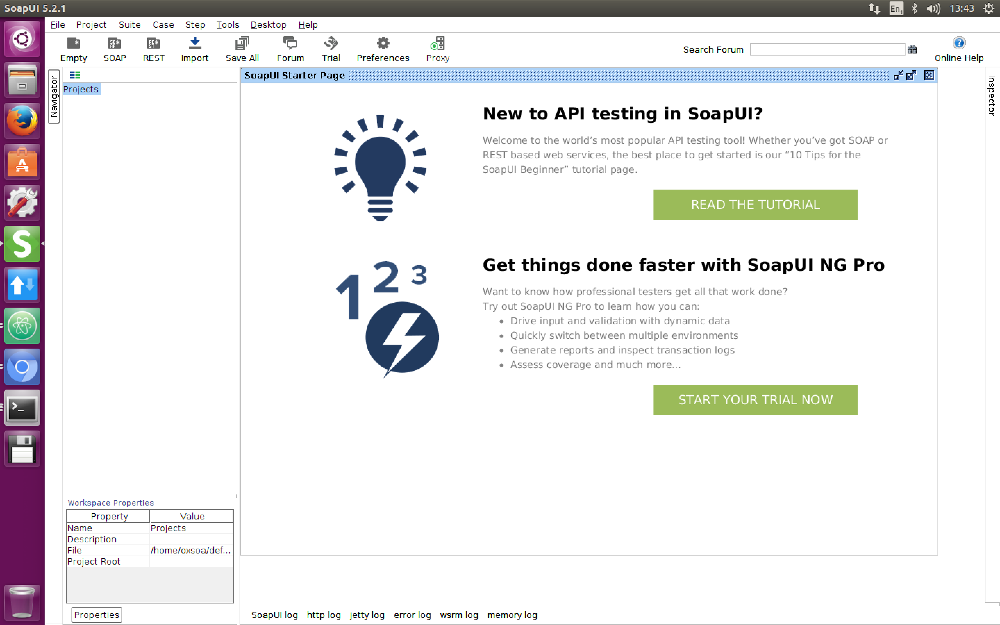 SoapUI 5.2.1
En1 13:43
File Project Suite Case Step Tools Desktop Help
Empty SOAP REST Import Save All Forum Trial Preferences Proxy Search Forum Online Help
Navigator
Projects
SoapUI Starter Page
Inspector
New to API testing in SoapUI?
Welcome to the world’s most popular API testing tool! Whether you’ve got SOAP or
REST based web services, the best place to get started is our “10 Tips for the
SoapUI Beginner” tutorial page.
READ THE TUTORIAL
1 2 3
Get things done faster with SoapUI NG Pro
Want to know how professional testers get all that work done?
Try out SoapUI NG Pro to learn how you can:
• Drive input and validation with dynamic data
• Quickly switch between multiple environments
• Generate reports and inspect transaction logs
• Assess coverage and much more...
START YOUR TRIAL NOW
Workspace Properties
Property Value
Name Projects
Description
File /home/oxsoa/def...
Project Root
Properties
SoapUI log http log jetty log error log wsrm log memory log